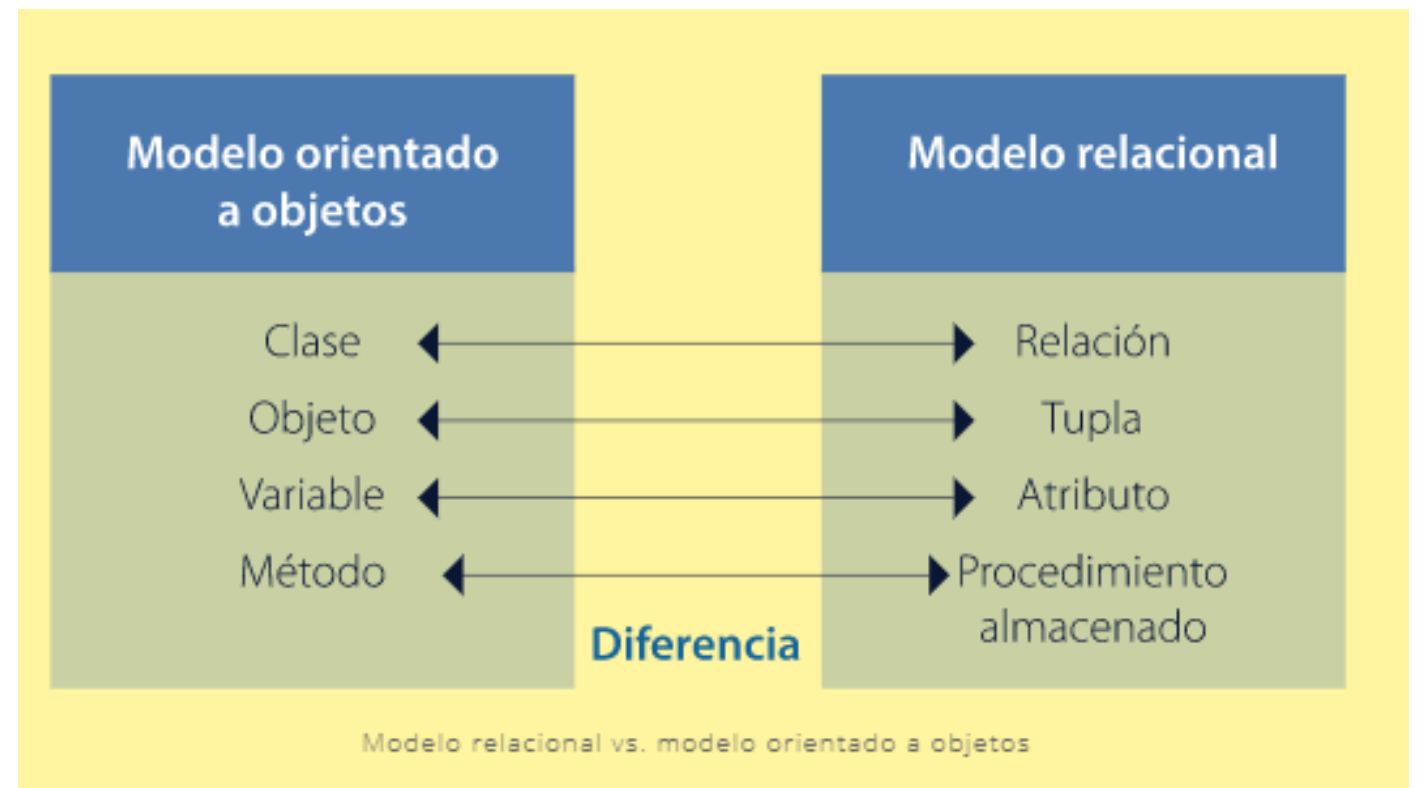 Modelo orientado
a objetos
Modelo relacional
Clase
Relación
Objeto
Tupla
Variable
Atributo
Método
Procedimiento
almacenado
Diferencia
Modelo relacional vs. modelo orientado a objetos